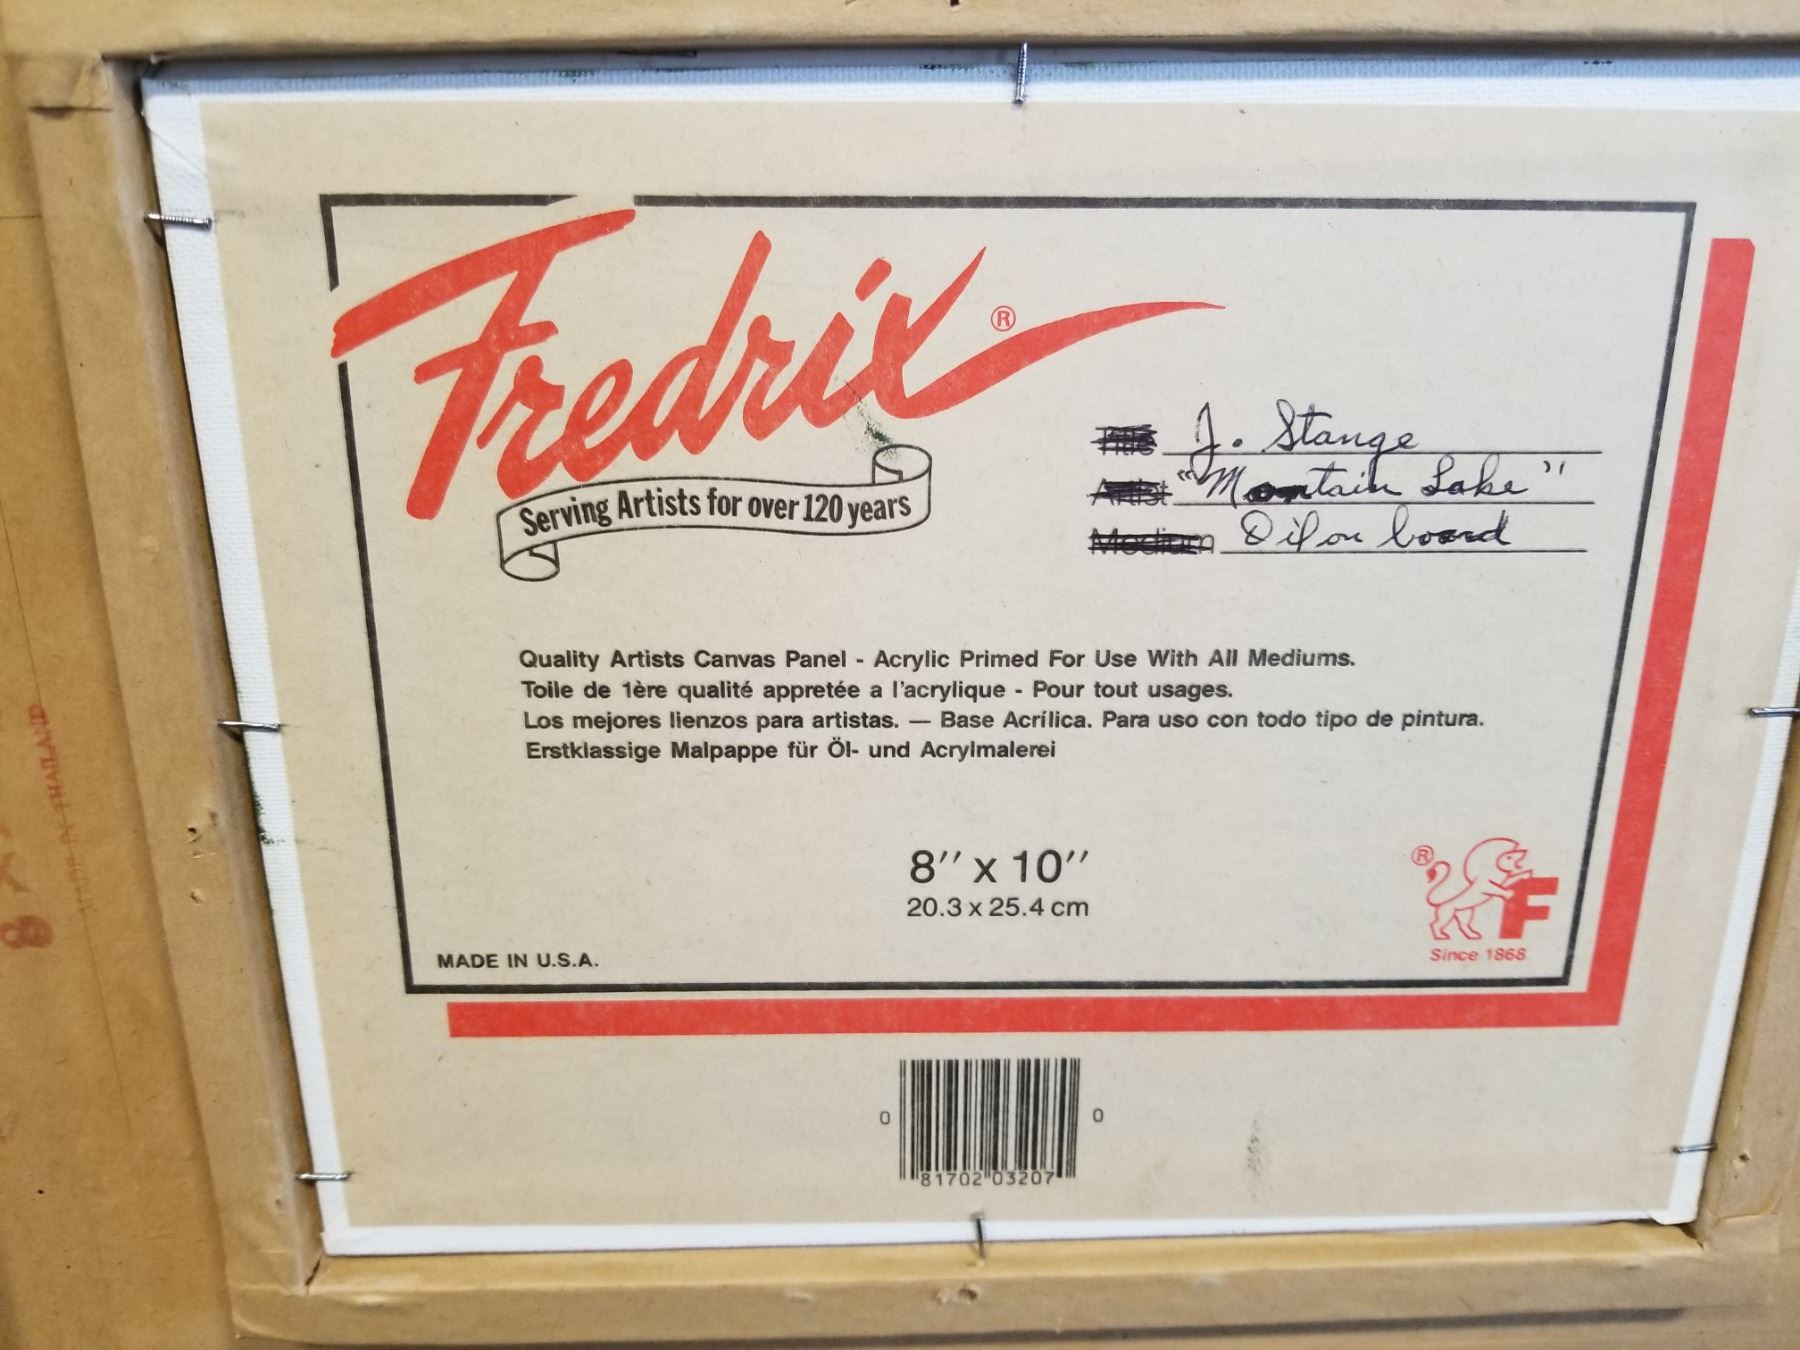 Fredrix®
Serving Artists for over 120 years
Title J. Stange
Artist "Mountain Lake"
Medium Oil on board
Quality Artists Canvas Panel - Acrylic Primed For Use With All Mediums.
Toile de 1ère qualité appretée a l'acrylique - Pour tout usages.
Los mejores lienzos para artistas. — Base Acrílica. Para uso con todo tipo de pintura.
Erstklassige Malpappe für Öl- und Acrylmalerei
8" x 10"
20.3 x 25.4 cm
MADE IN U.S.A.
® F
Since 1868
0 81702 03207 0
8 X
MADE IN THAILAND